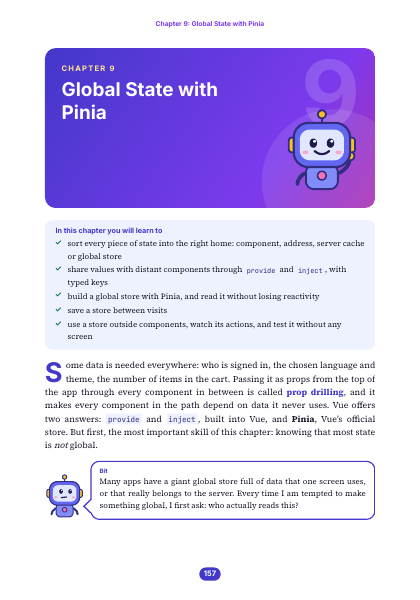 Chapter 9: Global State with Pinia
CHAPTER 9
9
Global State with
Pinia
In this chapter you will learn to
✓ sort every piece of state into the right home: component, address, server cache
or global store
✓ share values with distant components through provide and inject, with
typed keys
✓ build a global store with Pinia, and read it without losing reactivity
✓ save a store between visits
✓ use a store outside components, watch its actions, and test it without any
screen
Some data is needed everywhere: who is signed in, the chosen language and
theme, the number of items in the cart. Passing it as props from the top of
the app through every component in between is called prop drilling, and it
makes every component in the path depend on data it never uses. Vue offers
two answers: provide and inject, built into Vue, and Pinia, Vue’s official
store. But first, the most important skill of this chapter: knowing that most state
is not global.
Bit
Many apps have a giant global store full of data that one screen uses,
or that really belongs to the server. Every time I am tempted to make
something global, I first ask: who actually reads this?
157